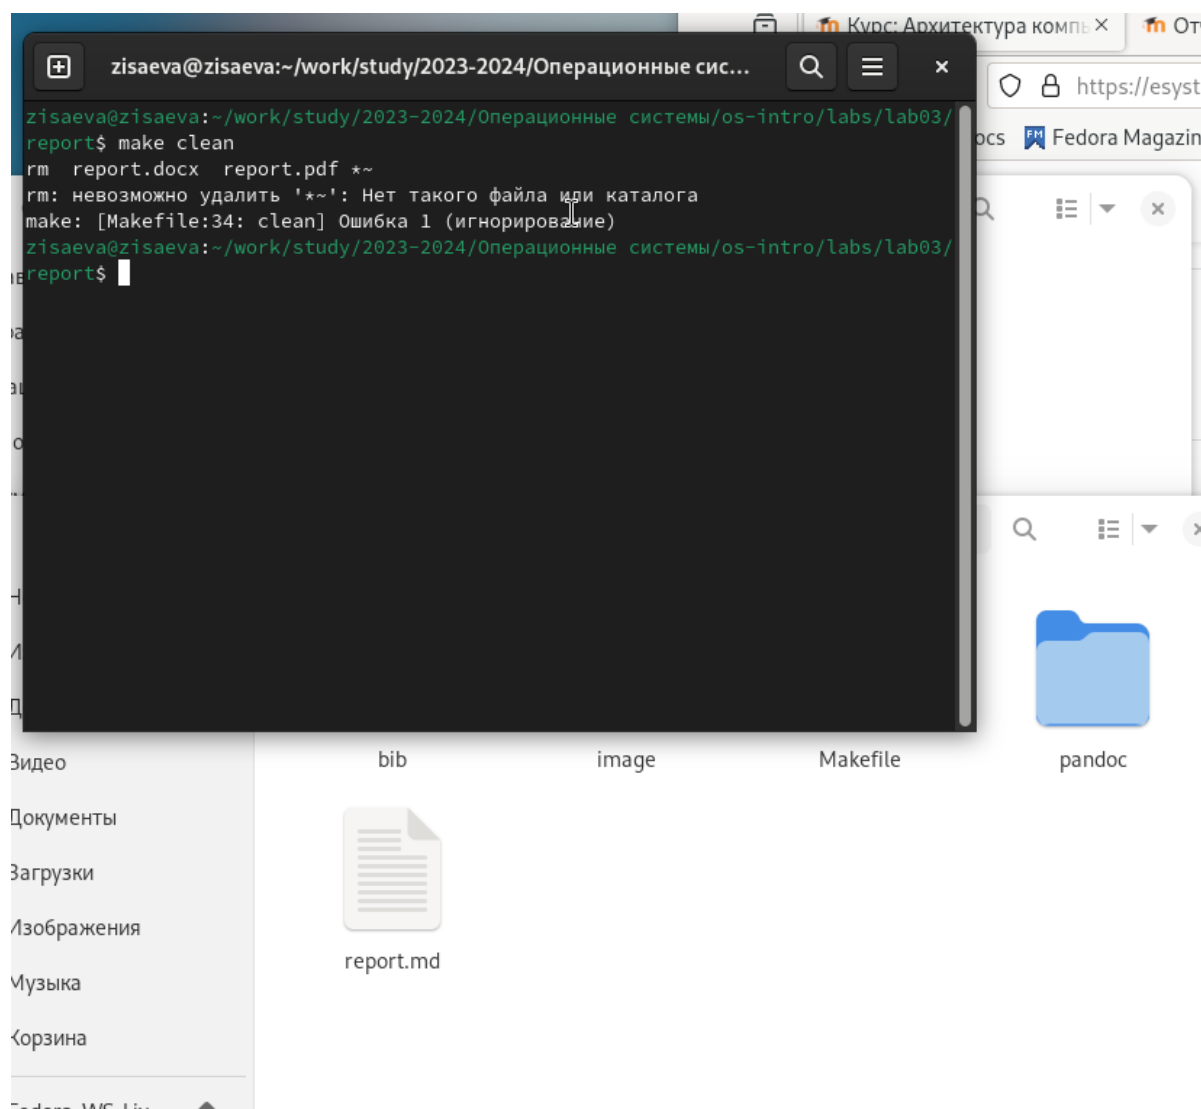 Курс: Архитектура комп
От
zisaeva@zisaeva:~/work/study/2023-2024/Операционные сис...
https://esyst
ocs
Fedora Magazin
zisaeva@zisaeva:~/work/study/2023-2024/Операционные системы/os-intro/labs/lab03/
report$ make clean
rm  report.docx  report.pdf *~
rm: невозможно удалить '*~': Нет такого файла или каталога
make: [Makefile:34: clean] Ошибка 1 (игнорирование)
zisaeva@zisaeva:~/work/study/2023-2024/Операционные системы/os-intro/labs/lab03/
report$
Видео
bib
image
Makefile
pandoc
Документы
Загрузки
Изображения
report.md
Музыка
Корзина